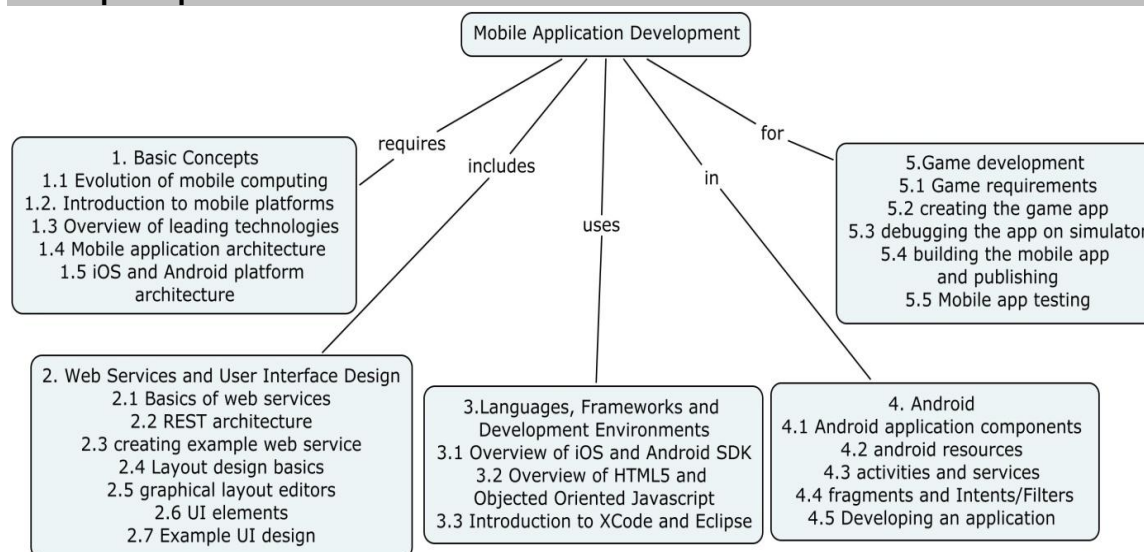 Mobile Application Development
requires
includes
uses
in
for
1. Basic Concepts
1.1 Evolution of mobile computing
1.2. Introduction to mobile platforms
1.3 Overview of leading technologies
1.4 Mobile application architecture
1.5 iOS and Android platform
architecture
2. Web Services and User Interface Design
2.1 Basics of web services
2.2 REST architecture
2.3 creating example web service
2.4 Layout design basics
2.5 graphical layout editors
2.6 UI elements
2.7 Example UI design
3.Languages, Frameworks and
Development Environments
3.1 Overview of iOS and Android SDK
3.2 Overview of HTML5 and
Objected Oriented Javascript
3.3 Introduction to XCode and Eclipse
4. Android
4.1 Android application components
4.2 android resources
4.3 activities and services
4.4 fragments and Intents/Filters
4.5 Developing an application
5.Game development
5.1 Game requirements
5.2 creating the game app
5.3 debugging the app on simulator
5.4 building the mobile app
and publishing
5.5 Mobile app testing